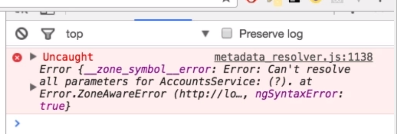 top Preserve log
Uncaught metadata_resolver.js:1138
Error {__zone_symbol__error: Error: Can't resolve
all parameters for AccountsService: (?). at
Error.ZoneAwareError (http://lo…, ngSyntaxError:
true}